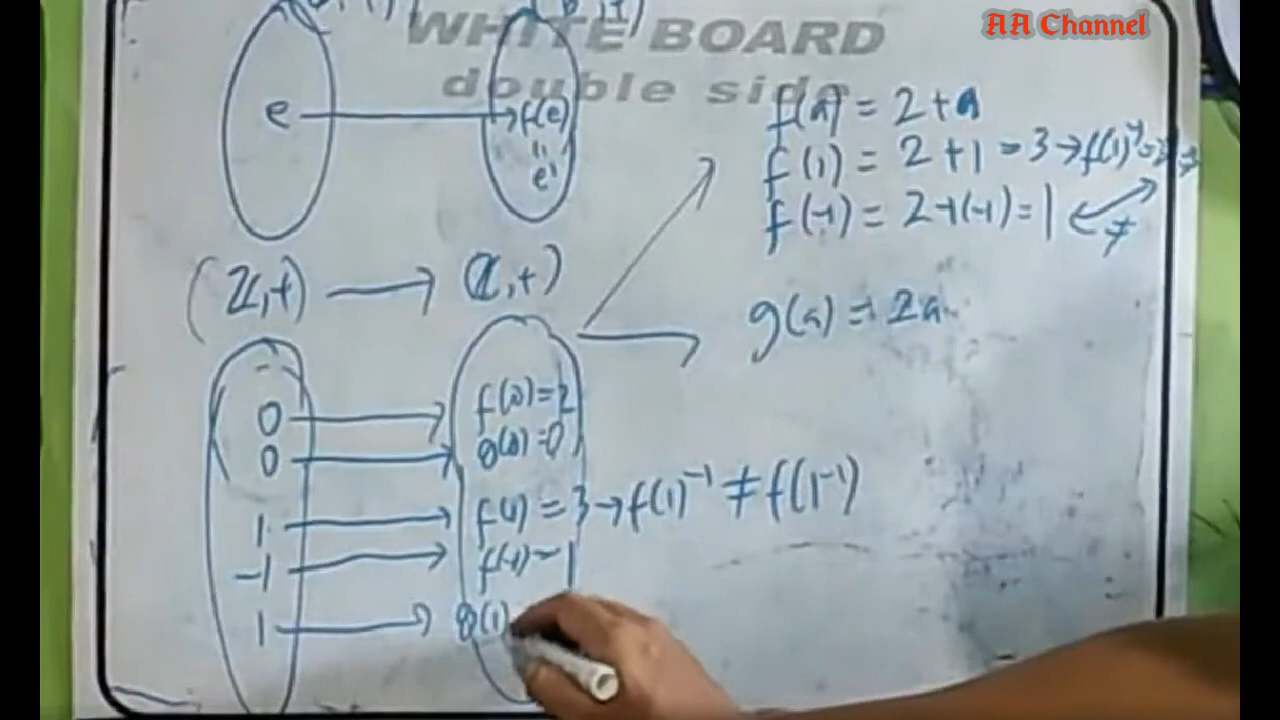 AA Channel
WHITE BOARD
double side
e → f(e)
"
e'
f(a) = 2 + a
f(1) = 2 + 1 = 3 → f(1)
f(-1) = 2 + (-1) = 1 ≠
(ℤ, +) → (ℤ, +)
g(a) = 2a
0 → f(0) = 2
0 → g(0) = 0
1 → f(1) = 3 → f(1)⁻¹ ≠ f(1⁻¹)
-1 → f(-1) = 1
1 → g(1)